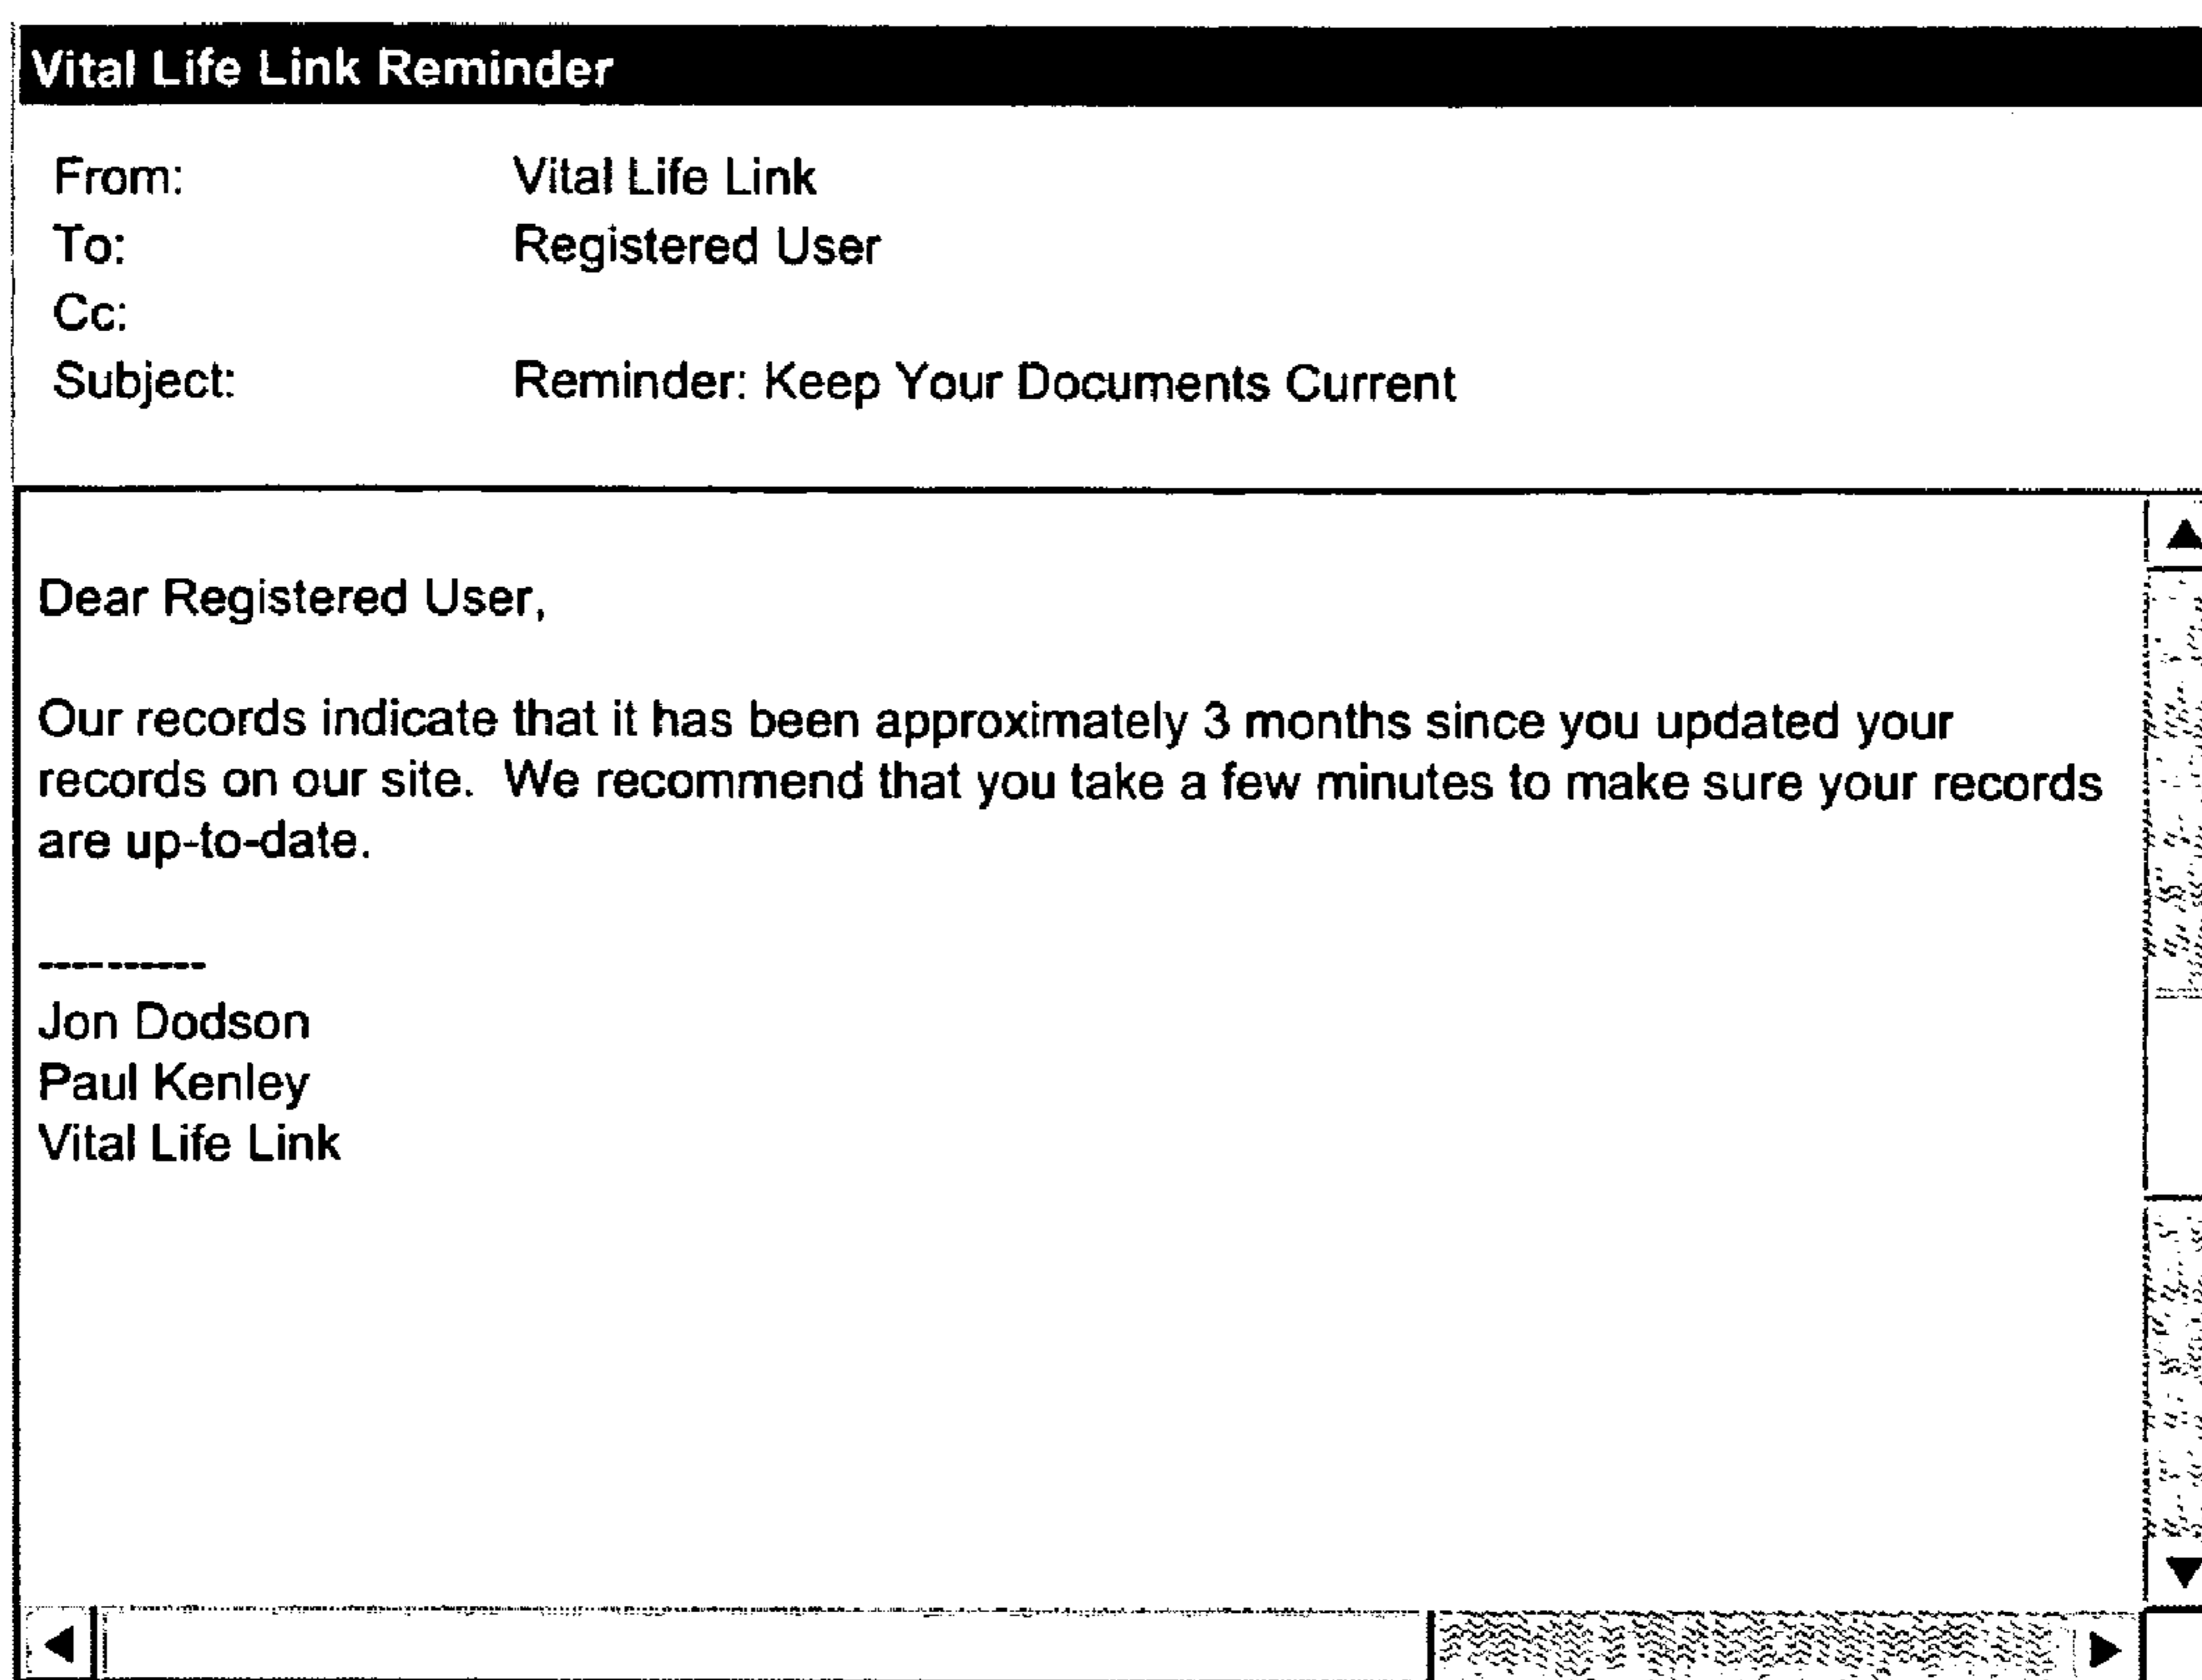 Vital Life Link Reminder
From: Vital Life Link
To: Registered User
Cc:
Subject: Reminder: Keep Your Documents Current
Dear Registered User,
Our records indicate that it has been approximately 3 months since you updated your
records on our site.  We recommend that you take a few minutes to make sure your records
are up-to-date.
----------
Jon Dodson
Paul Kenley
Vital Life Link